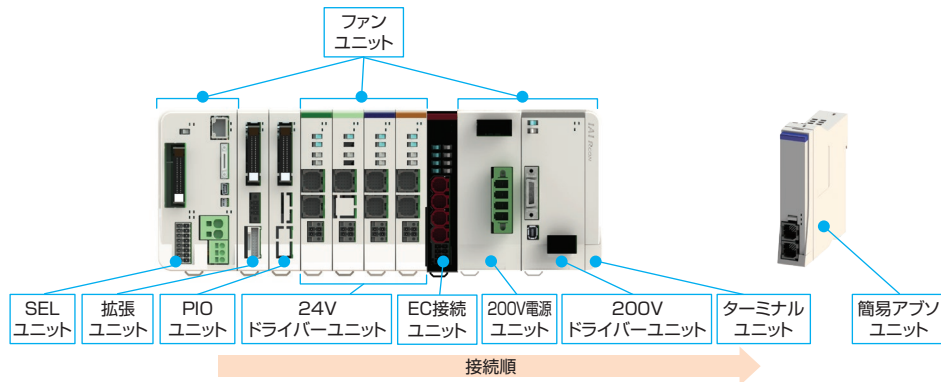 ファン
ユニット
IAI
SEL
ユニット
拡張
ユニット
PIO
ユニット
24V
ドライバーユニット
EC接続
ユニット
200V電源
ユニット
200V
ドライバーユニット
ターミナル
ユニット
簡易アブソ
ユニット
接続順